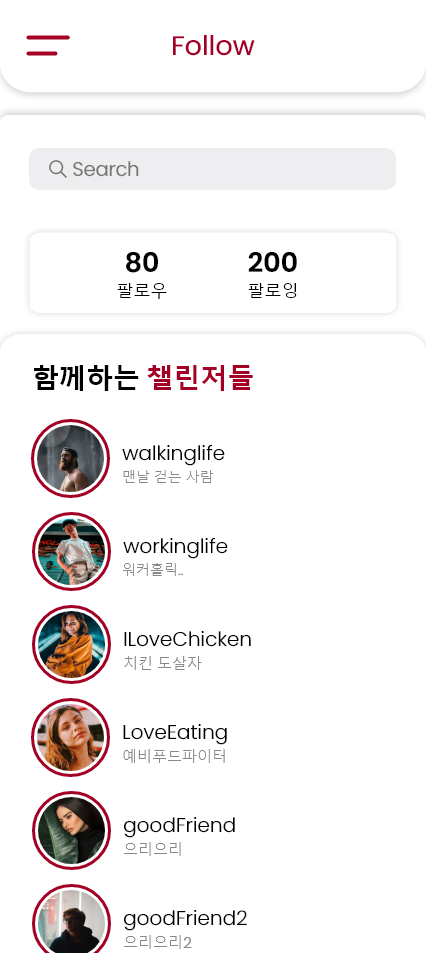 Follow
Search
80 200
팔로우 팔로잉
함께하는 챌린저들
walkinglife
맨날 걷는 사람
workinglife
워커홀릭..
ILoveChicken
치킨 도살자
LoveEating
예비푸드파이터
goodFriend
으리으리
goodFriend2
으리으리2